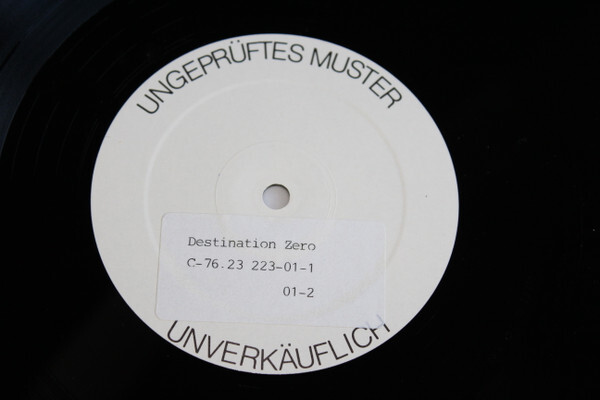 UNGEPRÜFTES MUSTER
Destination Zero
C-76.23 223-01-1
01-2
UNVERKÄUFLICH